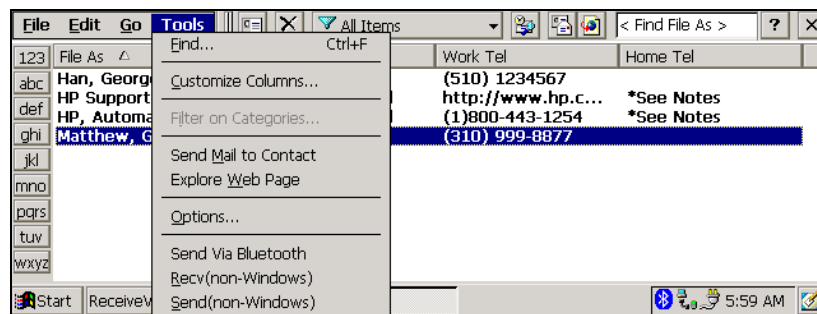 File Edit Go Tools All Items < Find File As > ?
123 File As Work Tel Home Tel
Find... Ctrl+F
abc Han, Georg (510) 1234567
Customize Columns...
HP Support http://www.hp.c... *See Notes
def HP, Automa (1)800-443-1254 *See Notes
Filter on Categories...
ghi Matthew, G (310) 999-8877
jkl Send Mail to Contact
mno Explore Web Page
pqrs Options...
tuv
wxyz Send Via Bluetooth
Recv(non-Windows)
Start Receive 5:59 AM
Send(non-Windows)